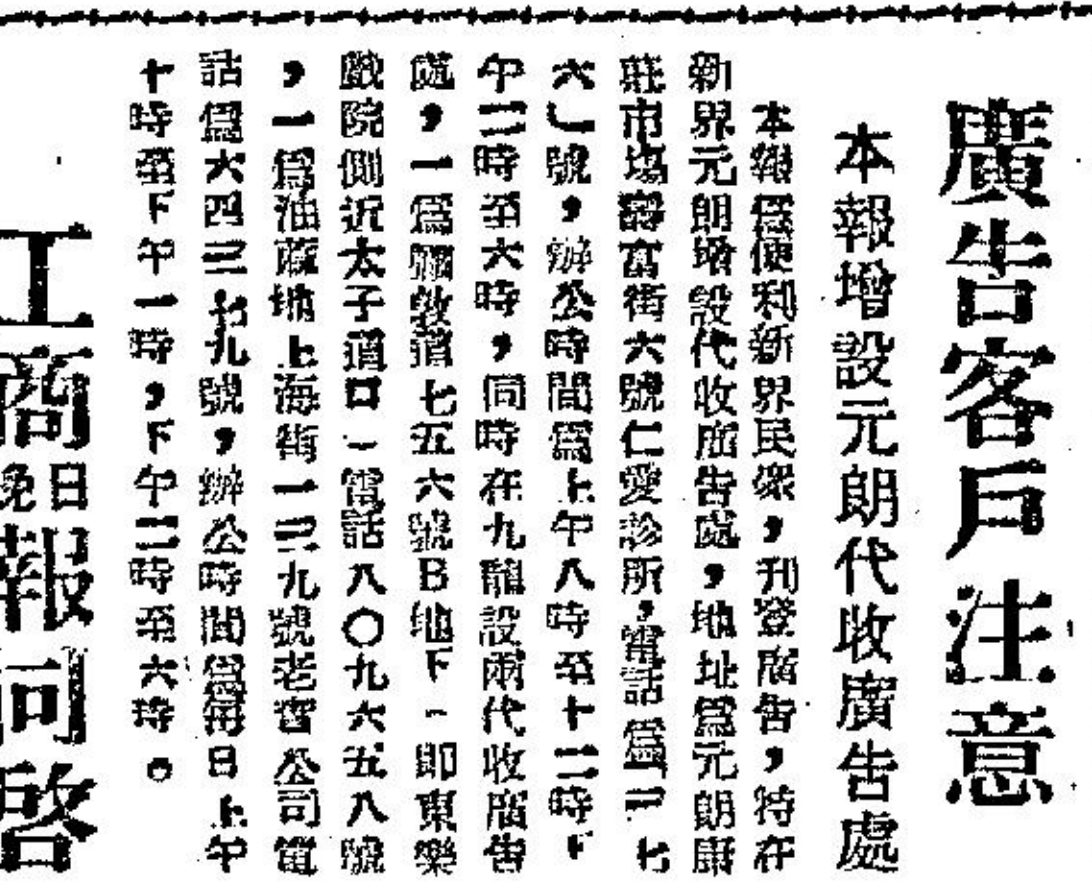 廣告客戶注意
本報增設元朗代收廣告處
本報爲便利新界民衆，刊登廣告，特在
新界元朗增設代收廣告處，地址爲元朗康
莊市塲壽富街六號仁愛診所，電話爲「二七
六」號，辦公時間爲上午八時至十二時下
午二時至六時，同時在九龍設兩代收廣告
處，一爲彌敦道七五六號B地下－即東樂
戲院側近太子道口－電話八〇九六五八號
，一爲油蔴地上海街一三九號老晋公司電
話爲六四三七九號，辦公時間爲每日上午
十時至下午一時，下午二時至六時。
工商日晚報同啓